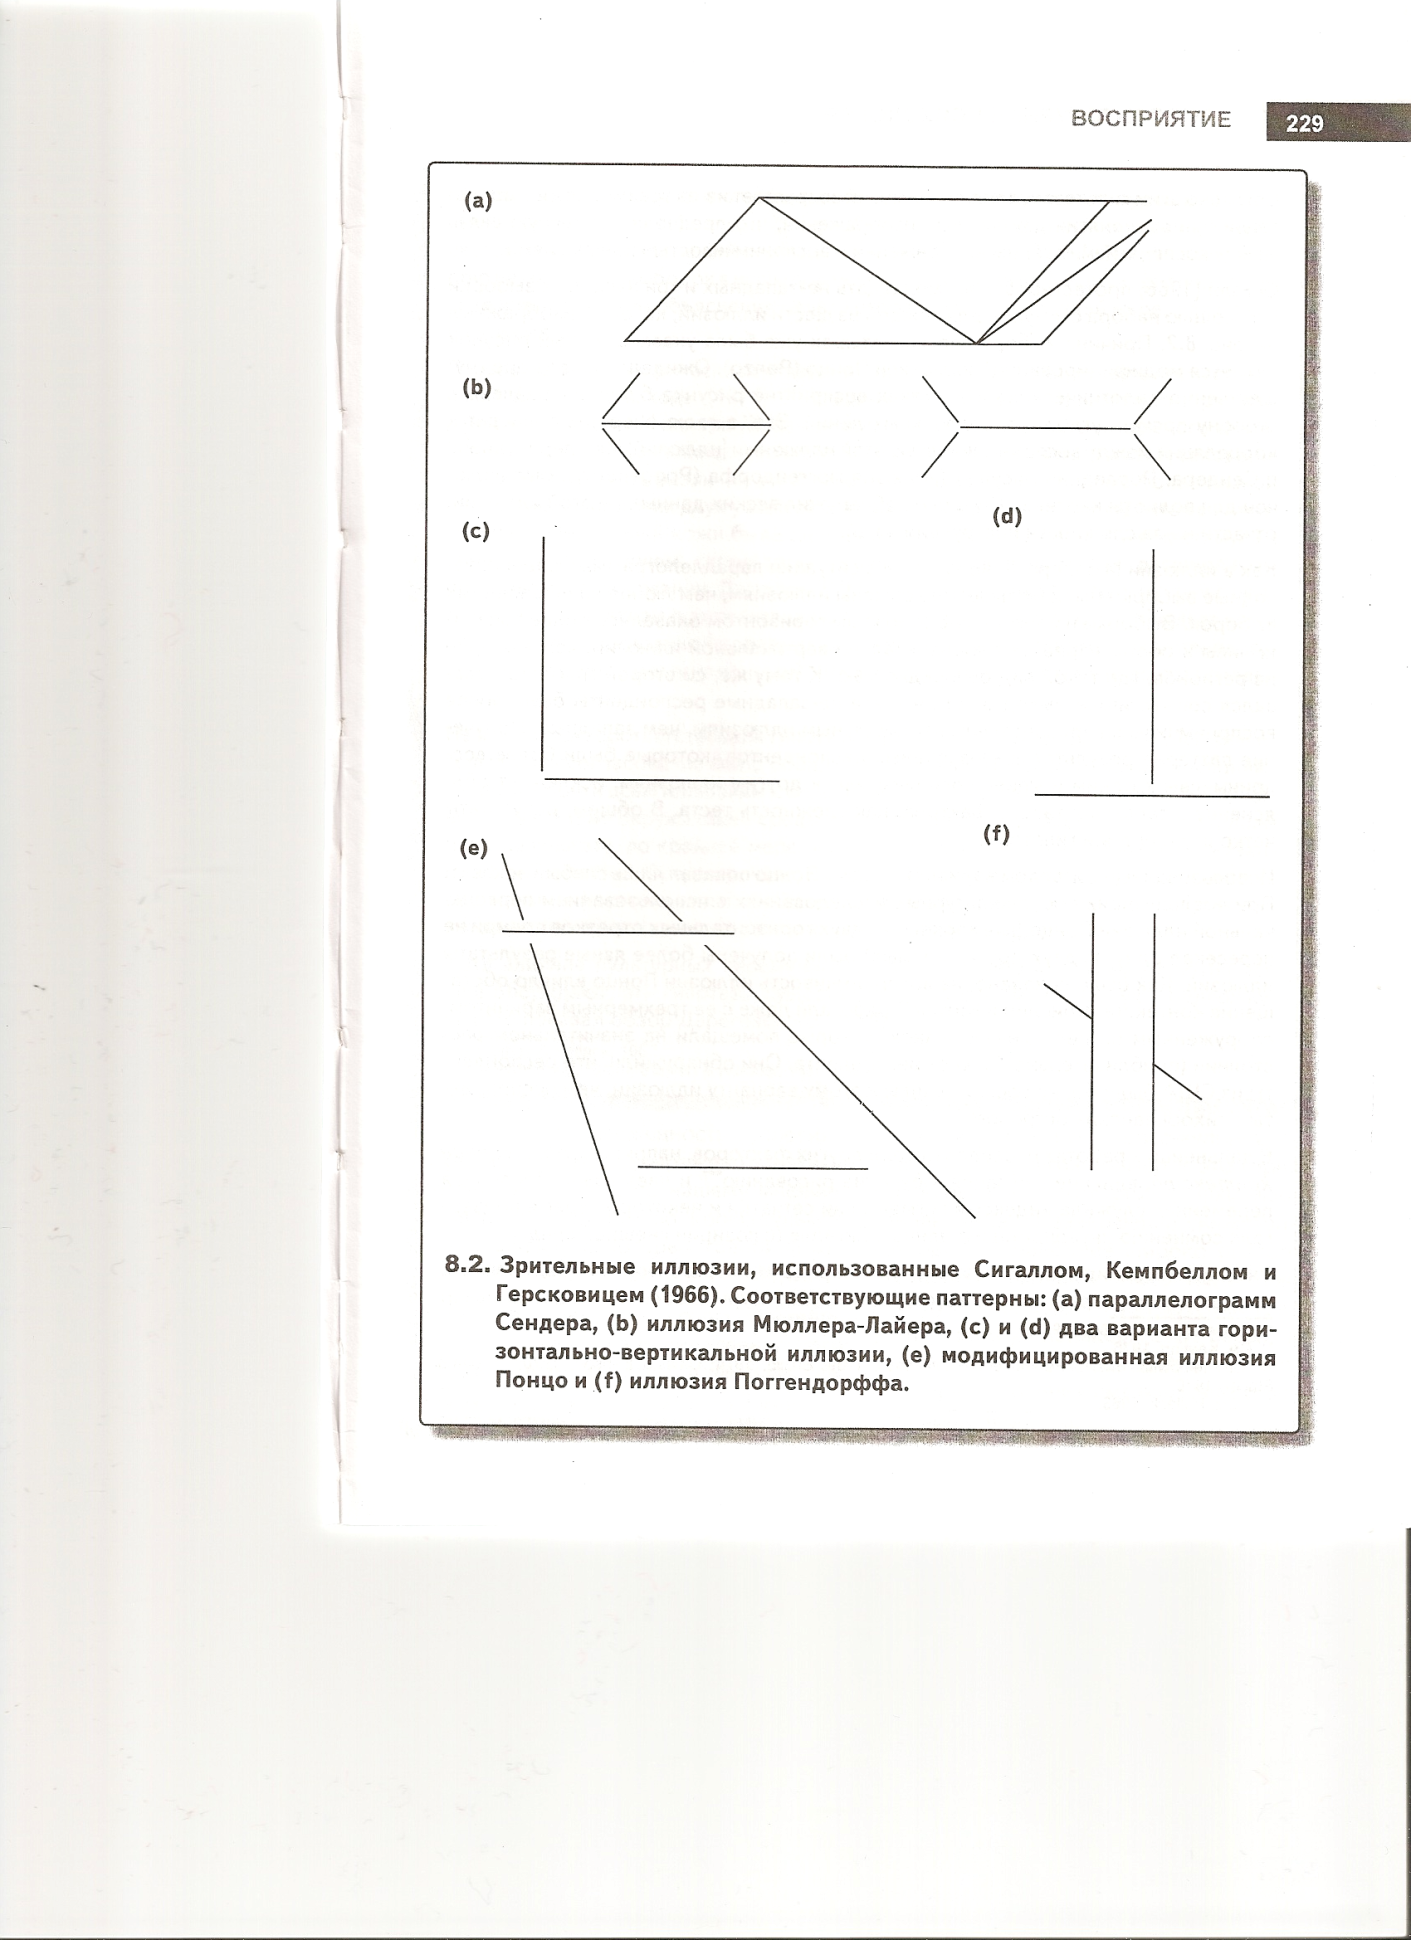 ВОСПРИЯТИЕ 229
(a)
(b)
(c)
(d)
(e)
(f)
8.2. Зрительные иллюзии, использованные Сигаллом, Кемпбеллом и
Герсковицем (1966). Соответствующие паттерны: (a) параллелограмм
Сендера, (b) иллюзия Мюллера-Лайера, (c) и (d) два варианта гори-
зонтально-вертикальной иллюзии, (e) модифицированная иллюзия
Понцо и (f) иллюзия Поггендорффа.